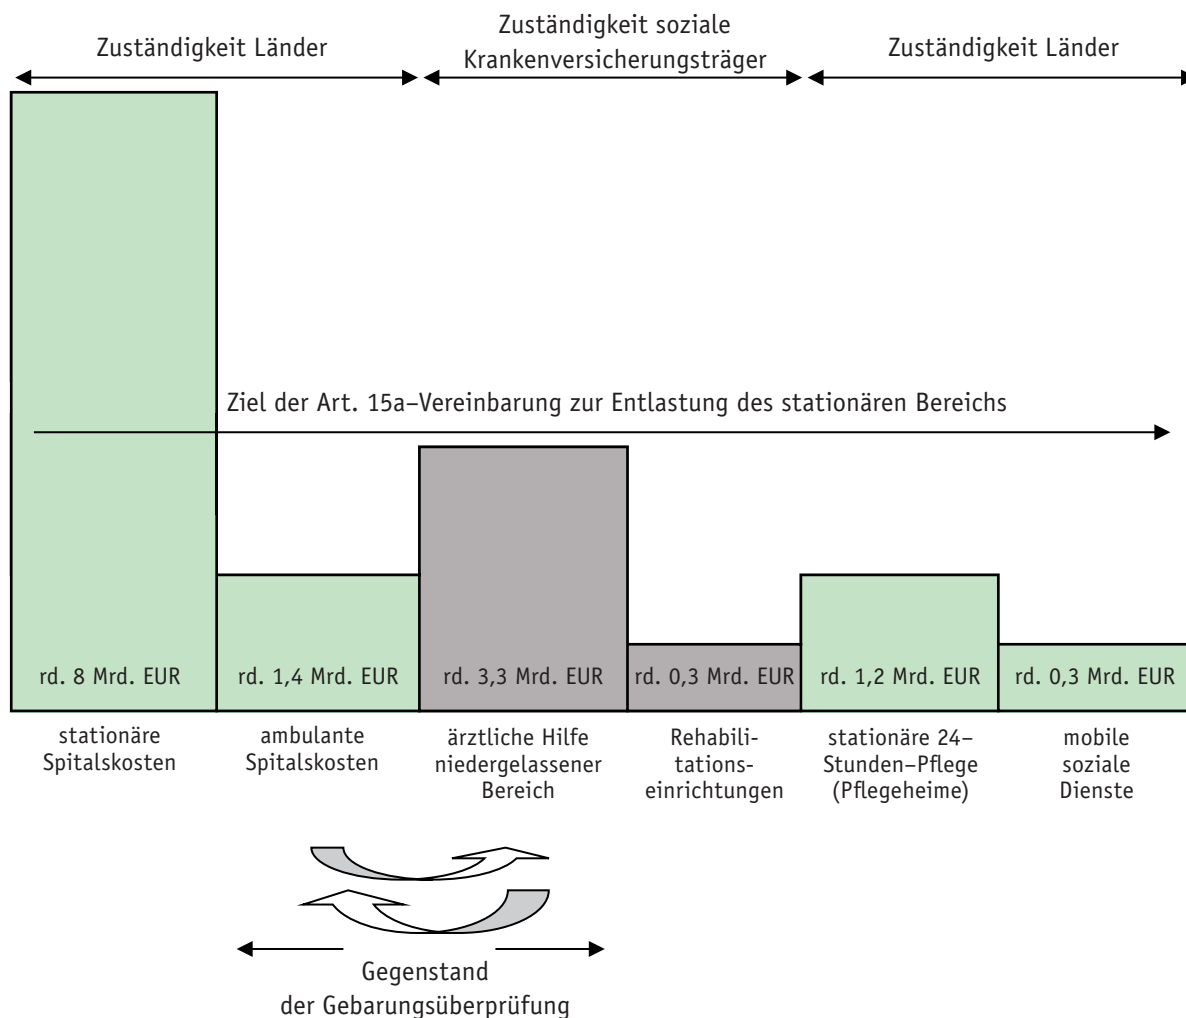 Zuständigkeit Länder
Zuständigkeit soziale
Krankenversicherungsträger
Zuständigkeit Länder
Ziel der Art. 15a–Vereinbarung zur Entlastung des stationären Bereichs
rd. 8 Mrd. EUR
rd. 1,4 Mrd. EUR
rd. 3,3 Mrd. EUR
rd. 0,3 Mrd. EUR
rd. 1,2 Mrd. EUR
rd. 0,3 Mrd. EUR
stationäre
Spitalskosten
ambulante
Spitalskosten
ärztliche Hilfe
niedergelassener
Bereich
Rehabili-
tations-
einrichtungen
stationäre 24–
Stunden–Pflege
(Pflegeheime)
mobile
soziale
Dienste
Gegenstand
der Gebarungsüberprüfung